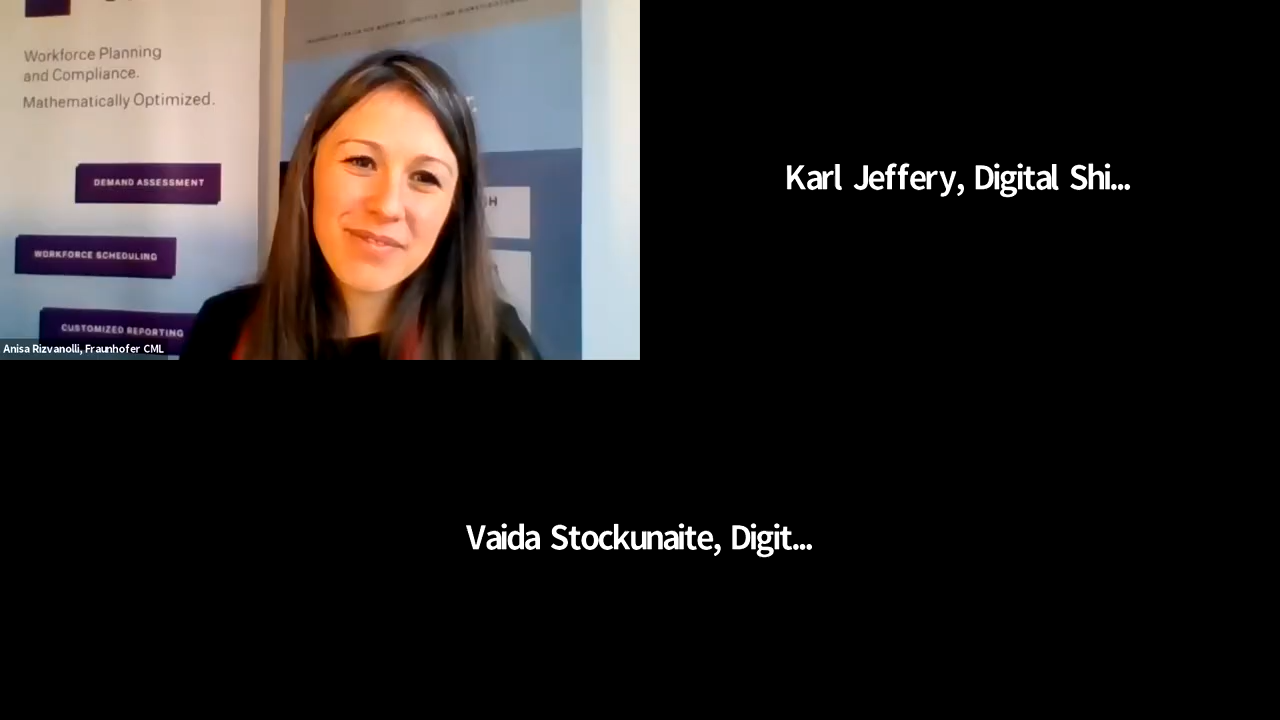 Workforce Planning
and Compliance.
Mathematically Optimized.
DEMAND ASSESSMENT
WORKFORCE SCHEDULING
CUSTOMIZED REPORTING
H
Anisa Rizvanolli, Fraunhofer CML
Karl Jeffery, Digital Shi...
Vaida Stockunaite, Digit...